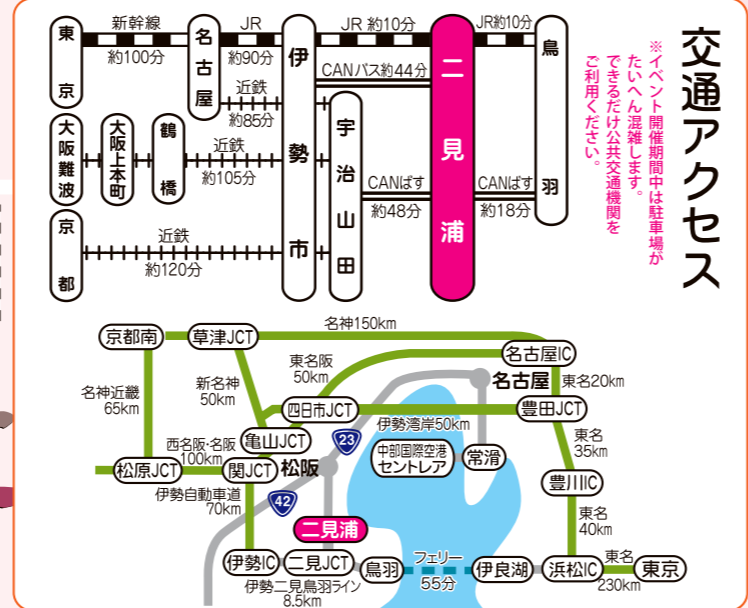 交通アクセス
※イベント開催期間中は駐車場が
たいへん混雑します。
できるだけ公共交通機関を
ご利用ください。
東京
新幹線
約100分
名古屋
JR
約90分
伊勢市
JR 約10分
二見浦
JR約10分
鳥羽
CANバス約44分
近鉄
約85分
宇治山田
大阪難波
大阪上本町
鶴橋
近鉄
約105分
CANばす
約48分
CANばす
約18分
京都
近鉄
約120分
名神150km
京都南
草津JCT
名古屋IC
東名阪
50km
名古屋
東名20km
名神近畿
65km
新名神
50km
四日市JCT
豊田JCT
伊勢湾岸50km
亀山JCT
23
東名
35km
西名阪・名阪
100km
中部国際空港
セントレア
常滑
松原JCT
関JCT
松阪
豊川IC
伊勢自動車道
70km
42
東名
40km
二見浦
伊勢IC
二見JCT
鳥羽
フェリー
55分
伊良湖
浜松IC
東名
230km
東京
伊勢二見鳥羽ライン
8.5km